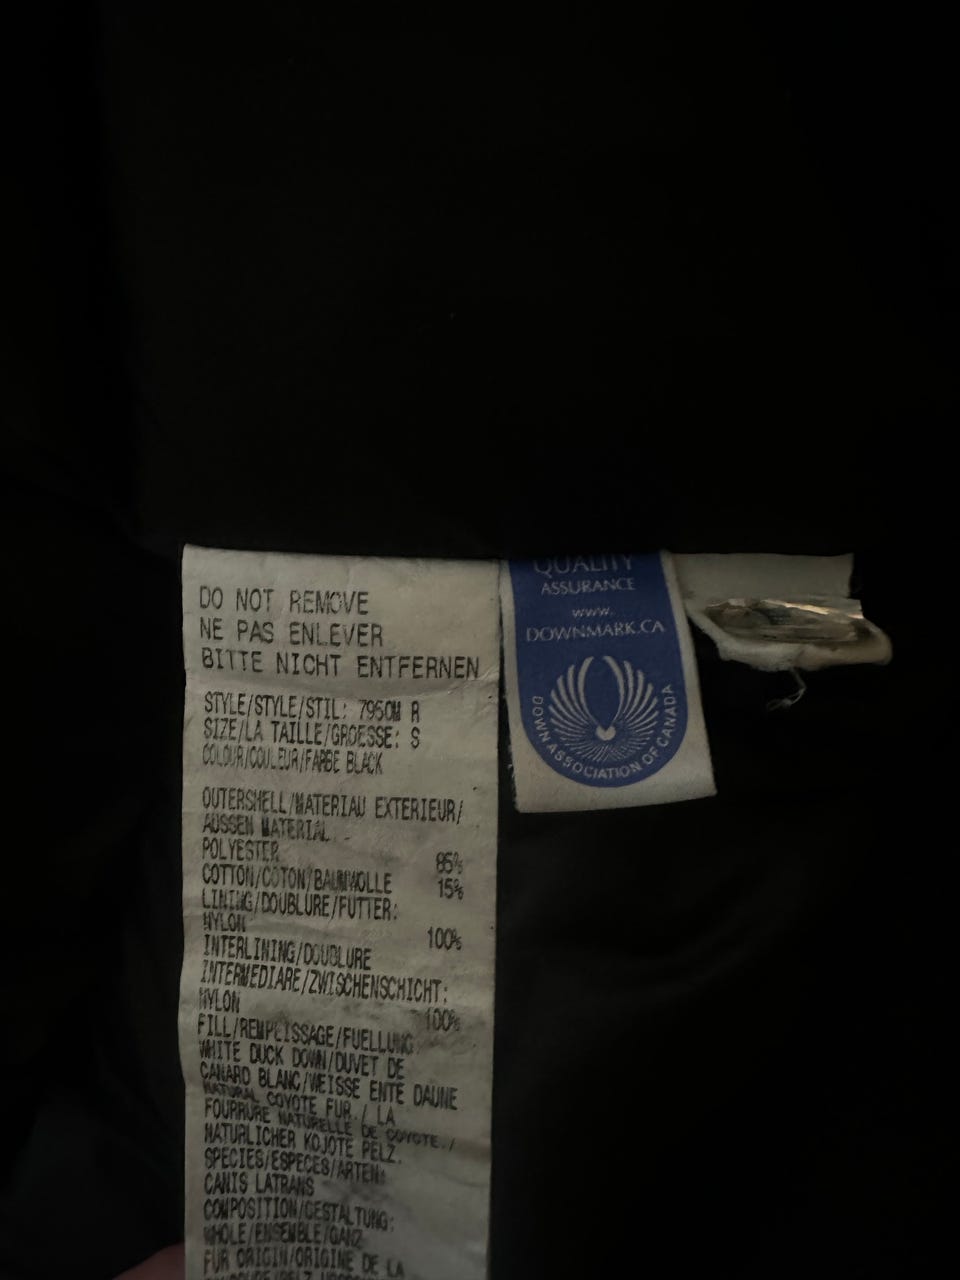 DO NOT REMOVE
NE PAS ENLEVER
BITTE NICHT ENTFERNEN
STYLE/STYLE/STIL: 7950M R
SIZE/LA TAILLE/GROESSE: S
COLOUR/COULEUR/FARBE BLACK
OUTERSHELL/MATERIAU EXTERIEUR/
AUSSEN MATERIAL
POLYESTER 85%
COTTON/COTON/BAUMWOLLE 15%
LINING/DOUBLURE/FUTTER:
NYLON 100%
INTERLINING/DOUBLURE
INTERMEDIARE/ZWISCHENSCHICHT:
NYLON 100%
FILL/REMPLISSAGE/FUELLUNG
WHITE DUCK DOWN/DUVET DE
CANARD BLANC/WEISSE ENTE DAUNE
NATURAL COYOTE FUR./ LA
FOURRURE NATURELLE DE COYOTE./
NATURLICHER KOJOTE PELZ.
SPECIES/ESPECES/ARTEN:
CANIS LATRANS
COMPOSITION/GESTALTUNG:
WHOLE/ENSEMBLE/GANZ
FUR ORIGIN/ORIGINE DE LA
QUALITY
ASSURANCE
www.
DOWNMARK.CA
DOWN ASSOCIATION OF CANADA